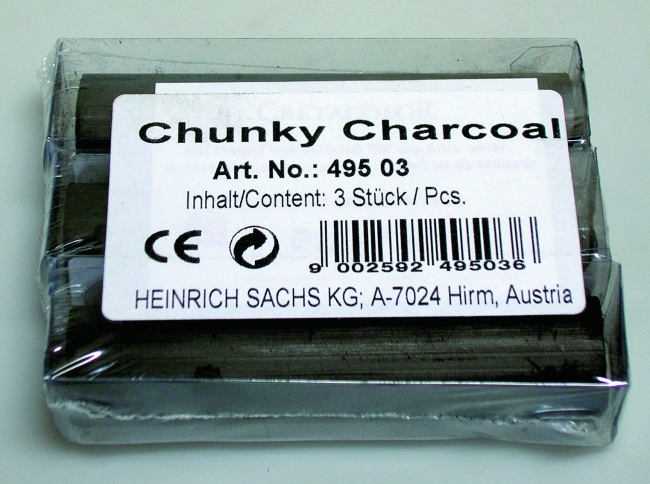 Chunky Charcoal
Art. No.: 495 03
Inhalt/Content: 3 Stück / Pcs.
CE
9 002592 495036
HEINRICH SACHS KG; A-7024 Hirm, Austria